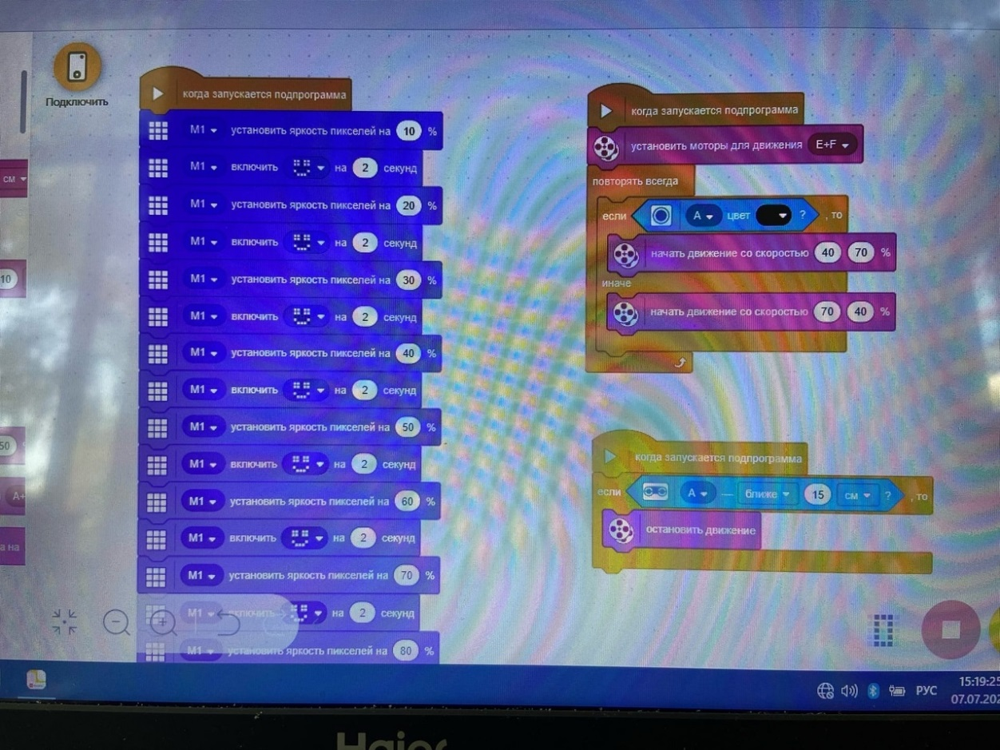 Подключить
когда запускается подпрограмма
M1 установить яркость пикселей на 10 %
M1 включить на 2 секунд
M1 установить яркость пикселей на 20 %
M1 включить на 2 секунд
M1 установить яркость пикселей на 30 %
M1 включить на 2 секунд
M1 установить яркость пикселей на 40 %
M1 включить на 2 секунд
M1 установить яркость пикселей на 50 %
M1 включить на 2 секунд
M1 установить яркость пикселей на 60 %
M1 включить на 2 секунд
M1 установить яркость пикселей на 70 %
M1 включить на 2 секунд
M1 установить яркость пикселей на 80 %
см
10
50
A+
а на
когда запускается подпрограмма
установить моторы для движения E+F
повторять всегда
если A цвет ? , то
начать движение со скоростью 40 70 %
иначе
начать движение со скоростью 70 40 %
когда запускается подпрограмма
если A — ближе 15 см ? , то
остановить движение
РУС
15:19:25
07.07.202
Haier